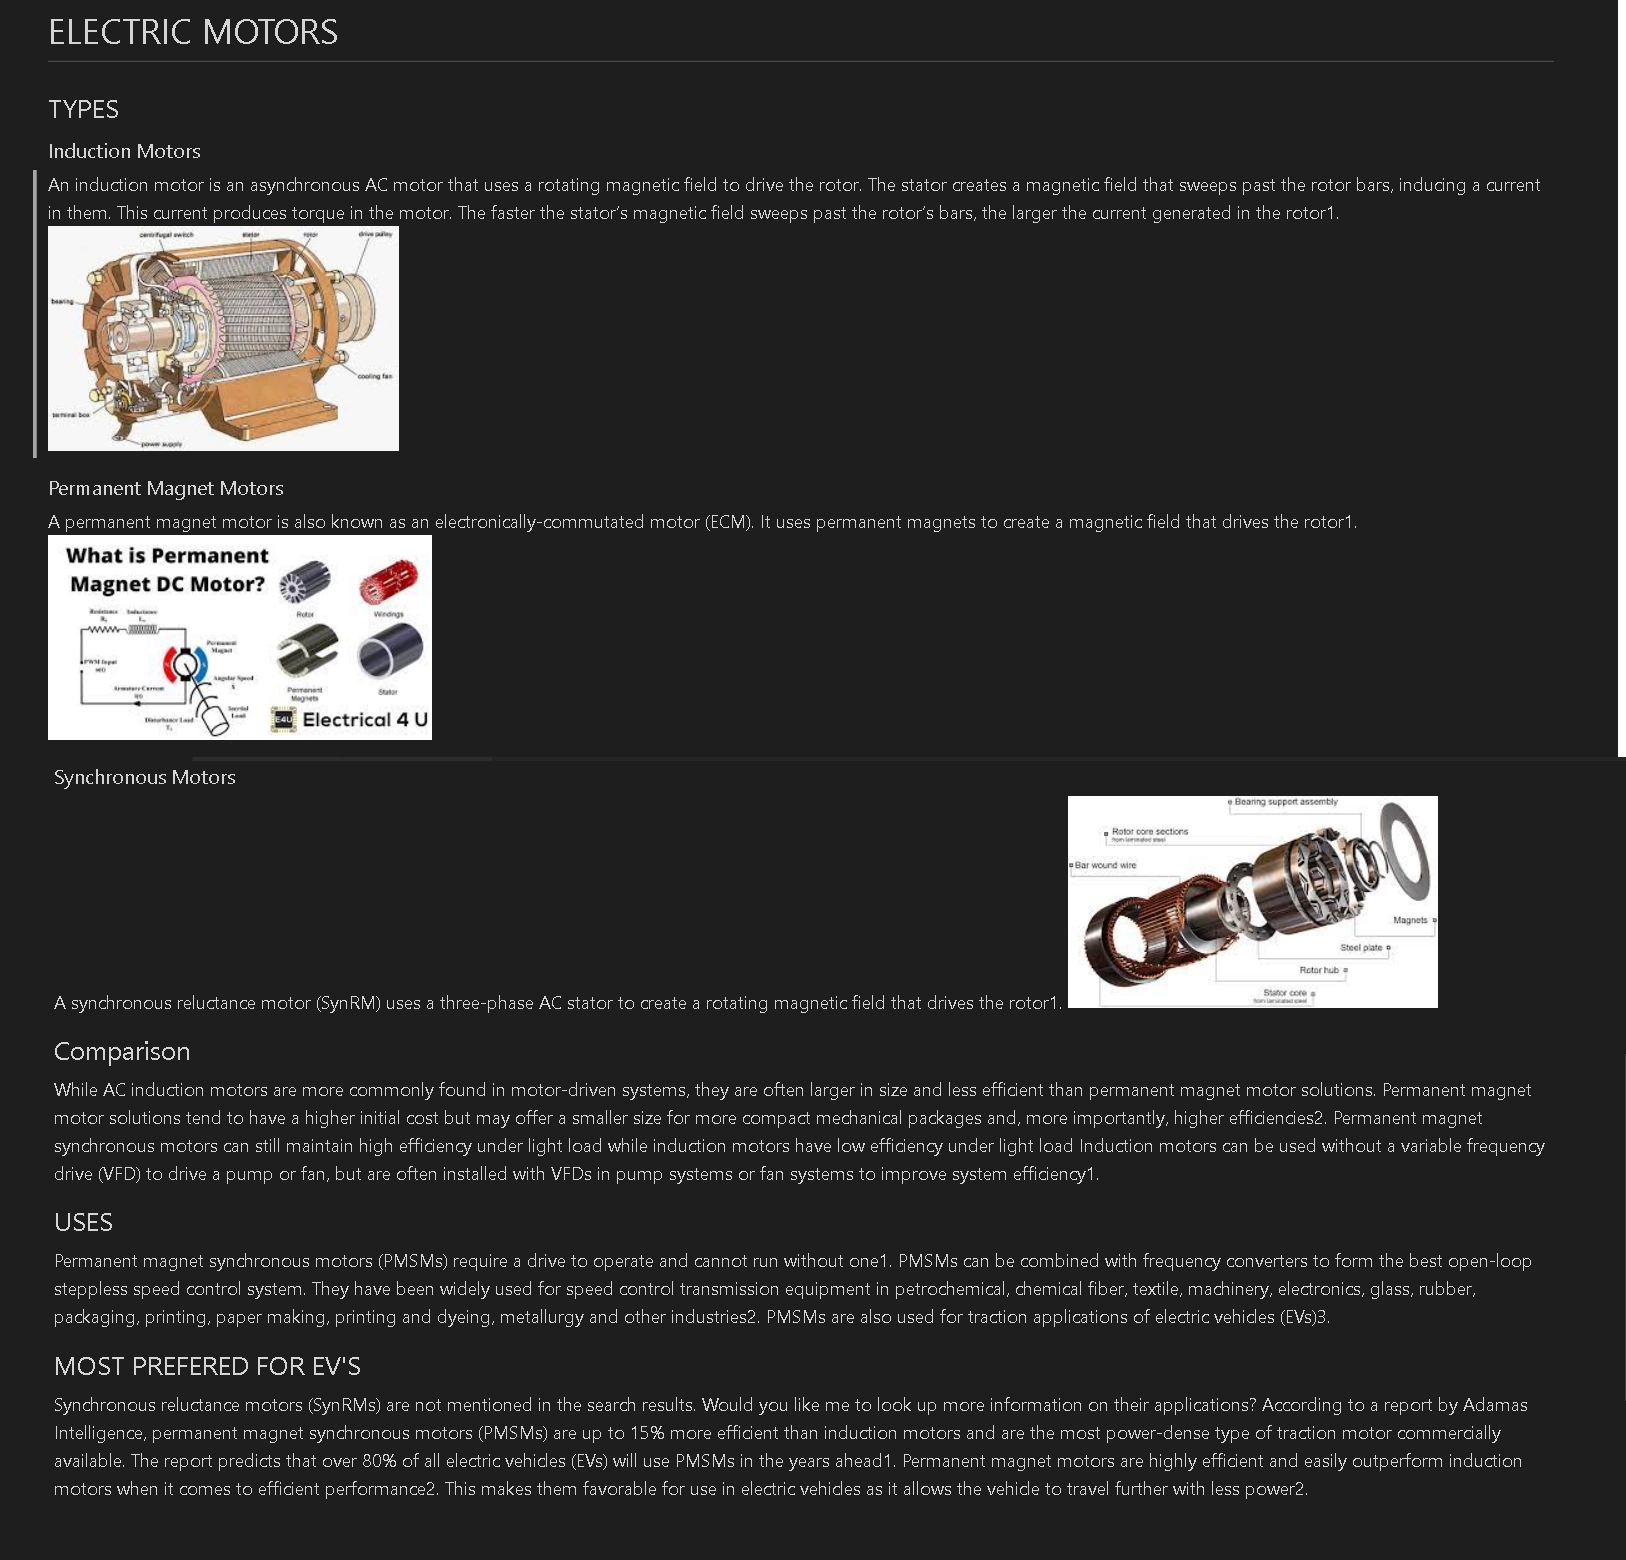 ELECTRIC MOTORS
TYPES
Induction Motors
An induction motor is an asynchronous AC motor that uses a rotating magnetic field to drive the rotor. The stator creates a magnetic field that sweeps past the rotor bars, inducing a current
in them. This current produces torque in the motor. The faster the stator's magnetic field sweeps past the rotor's bars, the larger the current generated in the rotor1.
centrifugal switch
stator
rotor
drive pulley
bearing
cooling fan
terminal box
power supply
Permanent Magnet Motors
A permanent magnet motor is also known as an electronically-commutated motor (ECM). It uses permanent magnets to create a magnetic field that drives the rotor1.
What is Permanent
Magnet DC Motor?
Resistance
Inductance
Rotor
Windings
Permanent
Magnet
PWM Input
Angular Speed
Armature Current
Inertial
Load
Disturbance Load
Permanent
Magnets
Stator
E4U
Electrical 4 U
Synchronous Motors
Bearing support assembly
Rotor core sections
from laminated steel
Bar wound wire
Magnets
Steel plate
Rotor hub
Stator core
from laminated steel
A synchronous reluctance motor (SynRM) uses a three-phase AC stator to create a rotating magnetic field that drives the rotor1.
Comparison
While AC induction motors are more commonly found in motor-driven systems, they are often larger in size and less efficient than permanent magnet motor solutions. Permanent magnet
motor solutions tend to have a higher initial cost but may offer a smaller size for more compact mechanical packages and, more importantly, higher efficiencies2. Permanent magnet
synchronous motors can still maintain high efficiency under light load while induction motors have low efficiency under light load Induction motors can be used without a variable frequency
drive (VFD) to drive a pump or fan, but are often installed with VFDs in pump systems or fan systems to improve system efficiency1.
USES
Permanent magnet synchronous motors (PMSMs) require a drive to operate and cannot run without one1. PMSMs can be combined with frequency converters to form the best open-loop
steppless speed control system. They have been widely used for speed control transmission equipment in petrochemical, chemical fiber, textile, machinery, electronics, glass, rubber,
packaging, printing, paper making, printing and dyeing, metallurgy and other industries2. PMSMs are also used for traction applications of electric vehicles (EVs)3.
MOST PREFERED FOR EV'S
Synchronous reluctance motors (SynRMs) are not mentioned in the search results. Would you like me to look up more information on their applications? According to a report by Adamas
Intelligence, permanent magnet synchronous motors (PMSMs) are up to 15% more efficient than induction motors and are the most power-dense type of traction motor commercially
available. The report predicts that over 80% of all electric vehicles (EVs) will use PMSMs in the years ahead1. Permanent magnet motors are highly efficient and easily outperform induction
motors when it comes to efficient performance2. This makes them favorable for use in electric vehicles as it allows the vehicle to travel further with less power2.